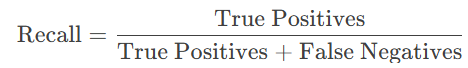 Recall = True Positives / True Positives + False Negatives